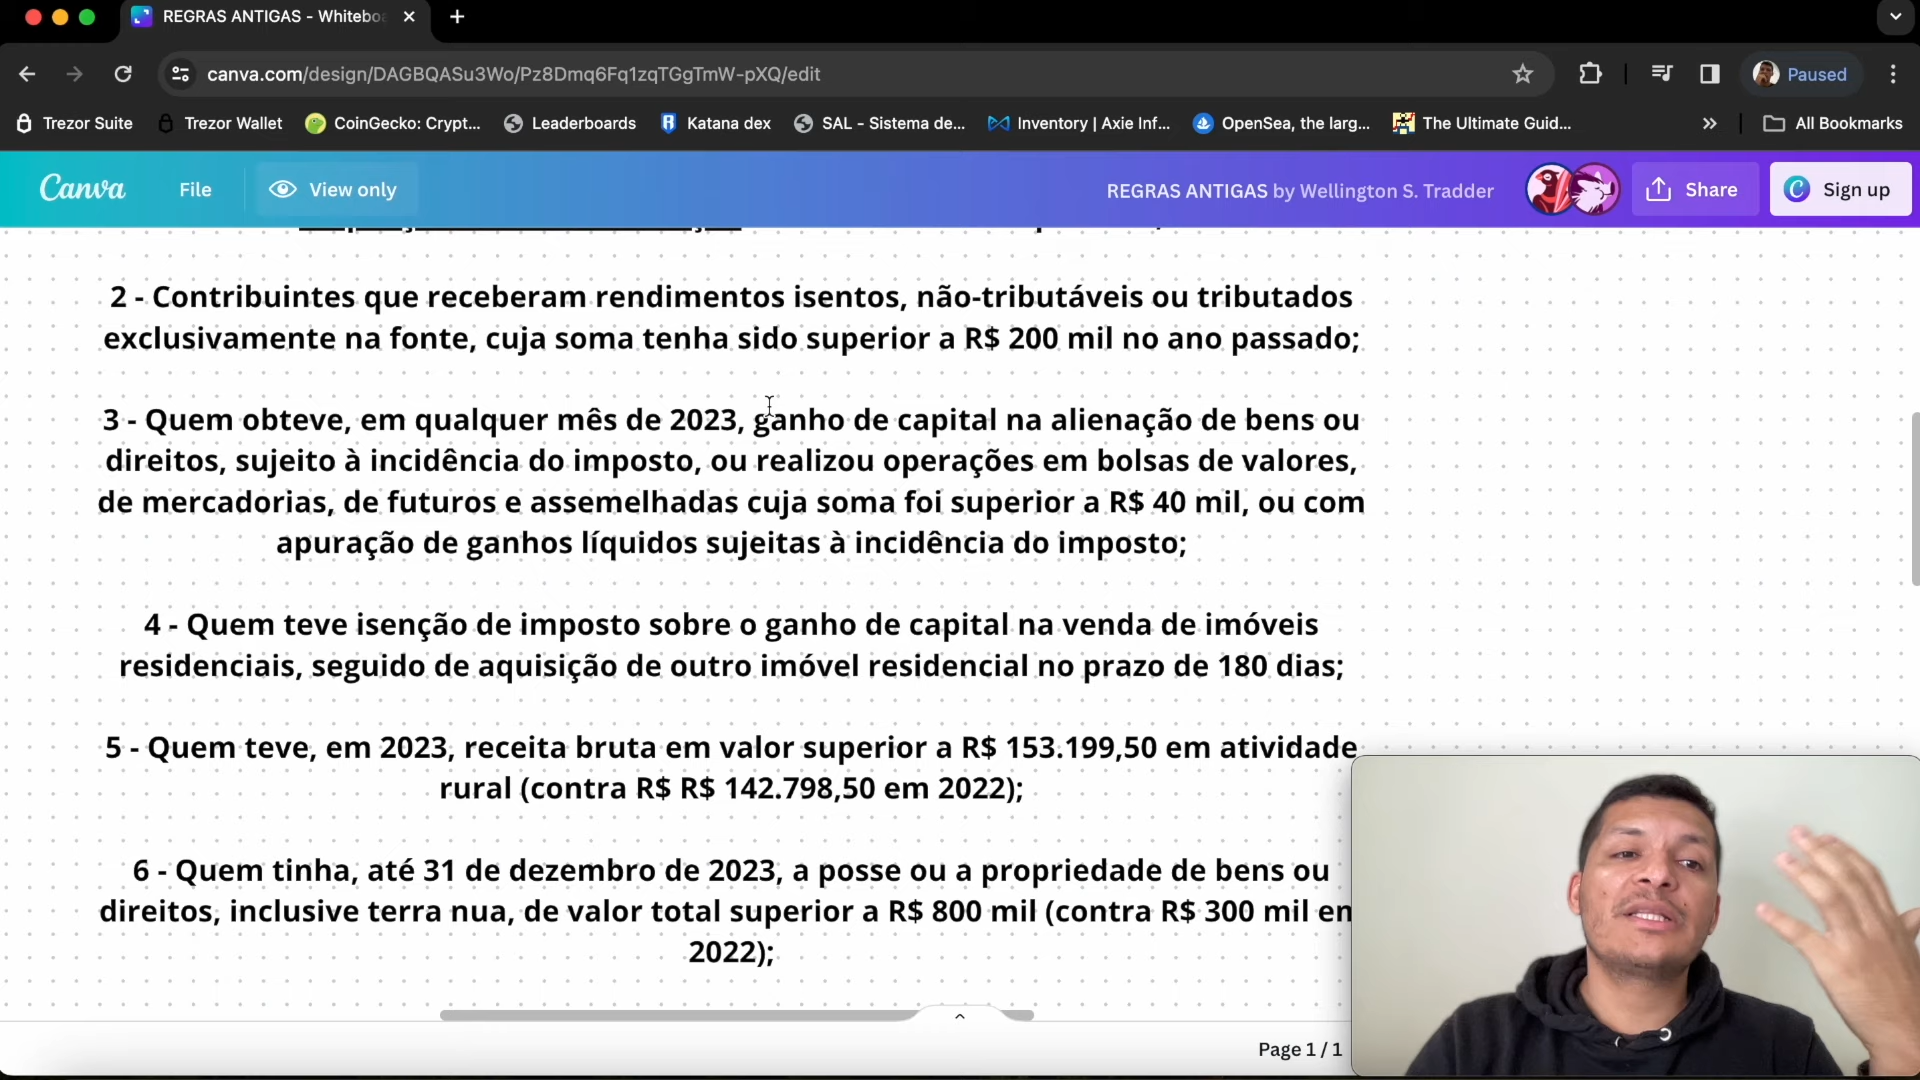 REGRAS ANTIGAS - Whitebo
canva.com/design/DAGBQASu3Wo/Pz8Dmq6Fq1zqTGgTmW-pXQ/edit
Paused
Trezor Suite
Trezor Wallet
CoinGecko: Crypt...
Leaderboards
Katana dex
SAL - Sistema de...
Inventory | Axie Inf...
OpenSea, the larg...
The Ultimate Guid...
All Bookmarks
Canva
File
View only
REGRAS ANTIGAS by Wellington S. Tradder
Share
Sign up
2 - Contribuintes que receberam rendimentos isentos, não-tributáveis ou tributados
exclusivamente na fonte, cuja soma tenha sido superior a R$ 200 mil no ano passado;
3 - Quem obteve, em qualquer mês de 2023, ganho de capital na alienação de bens ou
direitos, sujeito à incidência do imposto, ou realizou operações em bolsas de valores,
de mercadorias, de futuros e assemelhadas cuja soma foi superior a R$ 40 mil, ou com
apuração de ganhos líquidos sujeitas à incidência do imposto;
4 - Quem teve isenção de imposto sobre o ganho de capital na venda de imóveis
residenciais, seguido de aquisição de outro imóvel residencial no prazo de 180 dias;
5 - Quem teve, em 2023, receita bruta em valor superior a R$ 153.199,50 em atividade
rural (contra R$ R$ 142.798,50 em 2022);
6 - Quem tinha, até 31 de dezembro de 2023, a posse ou a propriedade de bens ou
direitos, inclusive terra nua, de valor total superior a R$ 800 mil (contra R$ 300 mil em
2022);
Page 1 / 1